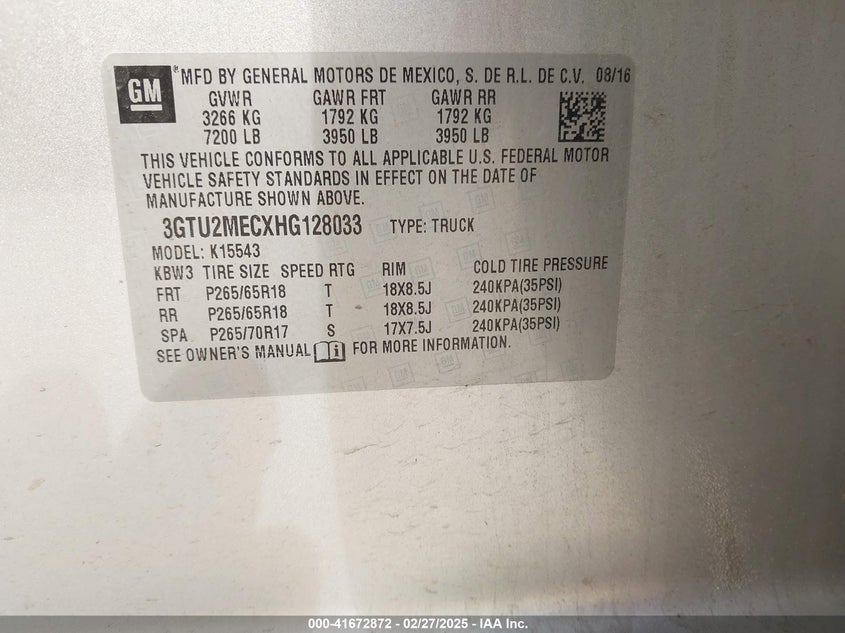 GM
® MFD BY GENERAL MOTORS DE MEXICO, S. DE R.L. DE C.V. 08/16
GVWR GAWR FRT GAWR RR
3266 KG 1792 KG 1792 KG
7200 LB 3950 LB 3950 LB
THIS VEHICLE CONFORMS TO ALL APPLICABLE U.S. FEDERAL MOTOR
VEHICLE SAFETY STANDARDS IN EFFECT ON THE DATE OF
MANUFACTURE SHOWN ABOVE.
3GTU2MECXHG128033 TYPE: TRUCK
MODEL: K15543
KBW3 TIRE SIZE SPEED RTG RIM COLD TIRE PRESSURE
FRT P265/65R18 T 18X8.5J 240KPA(35PSI)
RR P265/65R18 T 18X8.5J 240KPA(35PSI)
SPA P265/70R17 S 17X7.5J 240KPA(35PSI)
SEE OWNER'S MANUAL FOR MORE INFORMATION.
000-41672872 / 02/27/2025 - IAA Inc.